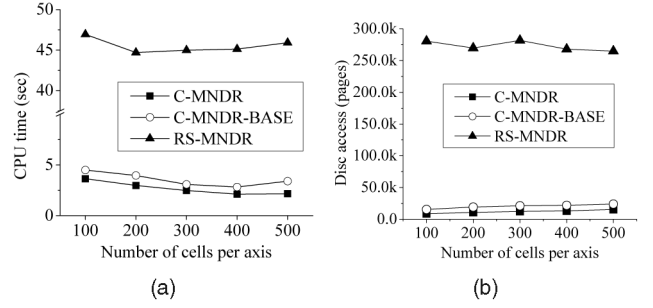 50
45
40
5
0
CPU time (sec)
C-MNDR
C-MNDR-BASE
RS-MNDR
100 200 300 400 500
Number of cells per axis
(a)
300.0k
250.0k
200.0k
150.0k
100.0k
50.0k
0.0
Disc access (pages)
C-MNDR
C-MNDR-BASE
RS-MNDR
100 200 300 400 500
Number of cells per axis
(b)